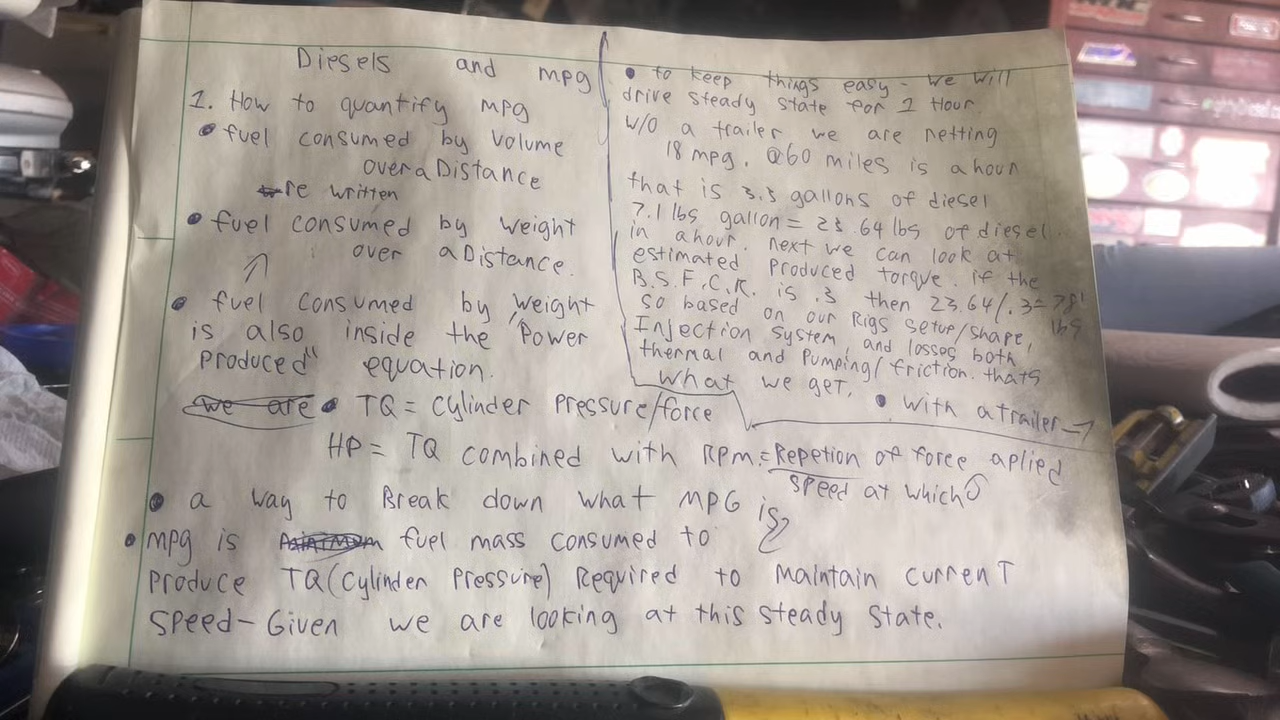 Diesels and mpg
1. How to quantify mpg
• fuel consumed by volume
over a Distance
re written
• fuel consumed by weight
over a Distance.
• fuel consumed by, weight
is also inside the "Power
Produced" equation.
we are • TQ = cylinder Pressure/force
HP = TQ combined with RPM = Repetion of force aplied
speed at which
• a way to Break down what MPG is
• mpg is fuel mass consumed to
Produce TQ (cylinder Pressure) Required to maintain current
speed - Given we are looking at this steady state.
• to keep things easy - we will
drive steady state for 1 Hour.
w/o a trailer we are netting
18 mpg. @60 miles is a hour
that is 3.3 gallons of diesel
7.1 lbs gallon = 23.64 lbs of diesel
in a hour. next we can look at
estimated Produced torque. if the
B.S.F.C.R. is .3 then 23.64/.3=78
lbs
so based on our Rigs setup/shape,
Injection system, and losses both
thermal and Pumping/friction. thats
what we get. • with a trailer →